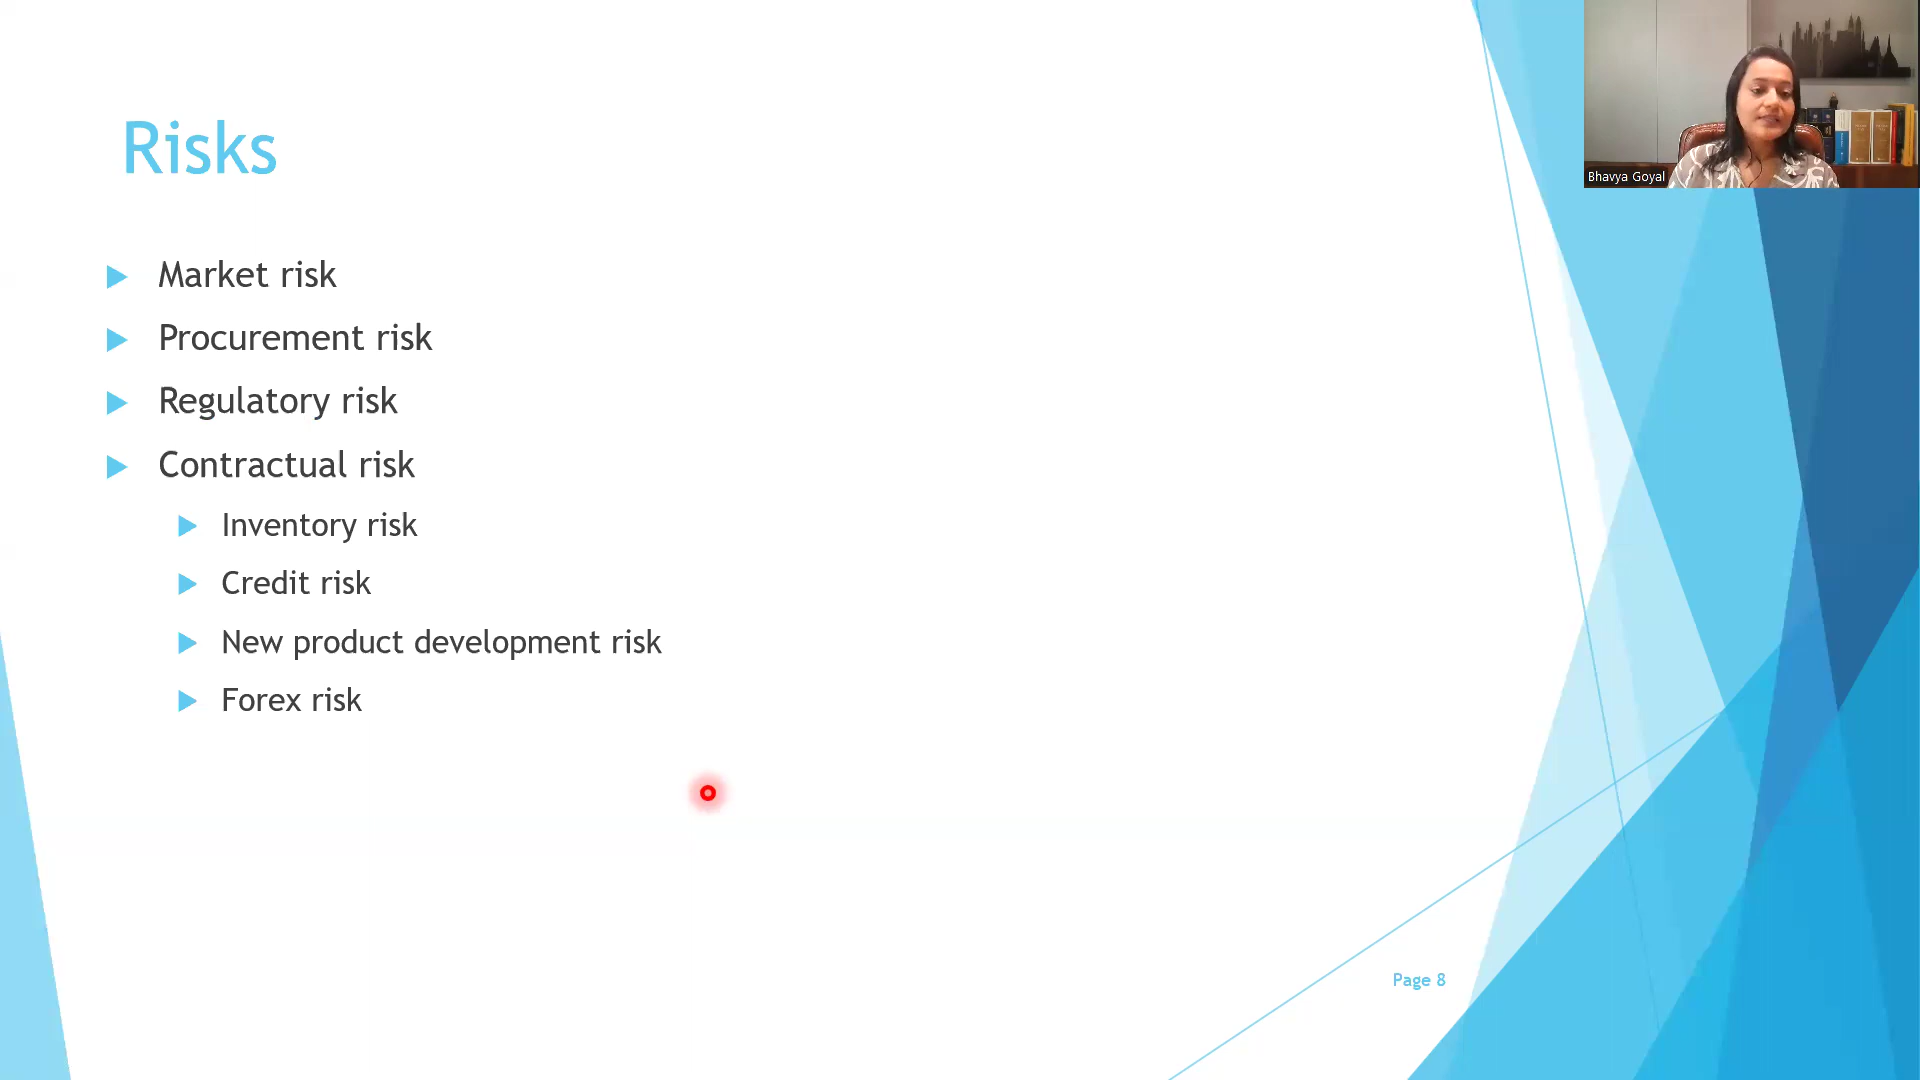 Risks
Market risk
Procurement risk
Regulatory risk
Contractual risk
Inventory risk
Credit risk
New product development risk
Forex risk
Bhavya Goyal
Page 8